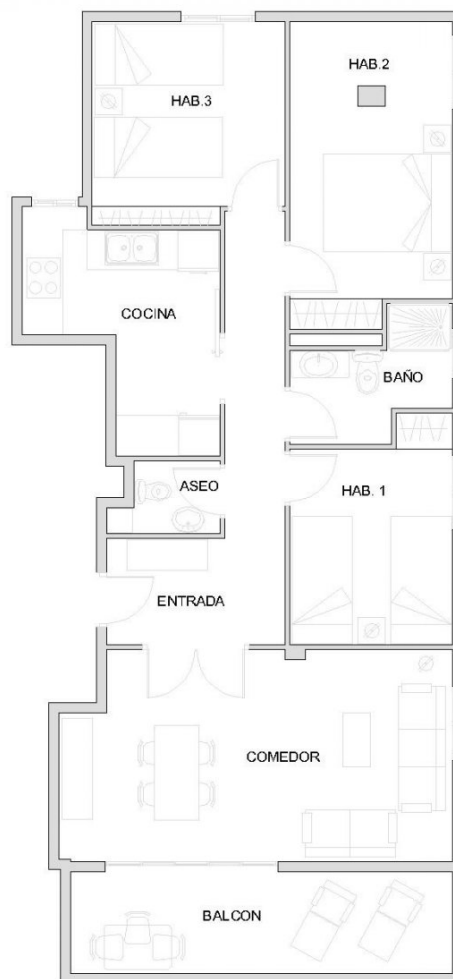 HAB.2
HAB.3
COCINA
BAÑO
ASEO
HAB. 1
ENTRADA
COMEDOR
BALCON